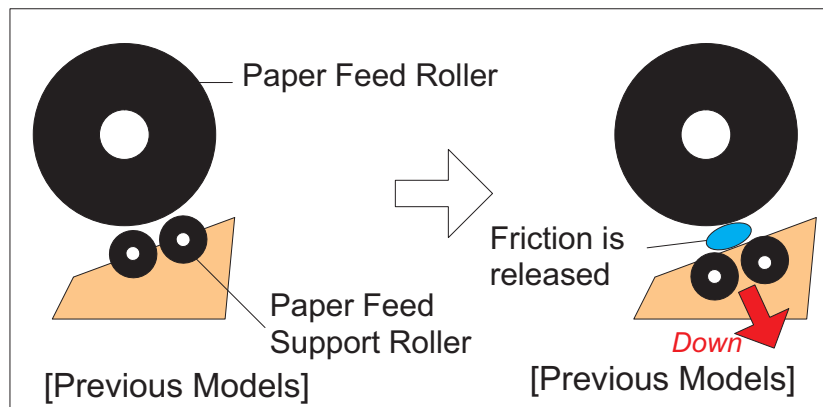 Paper Feed Roller
Paper Feed
Support Roller
[Previous Models]
Friction is
released
Down
[Previous Models]